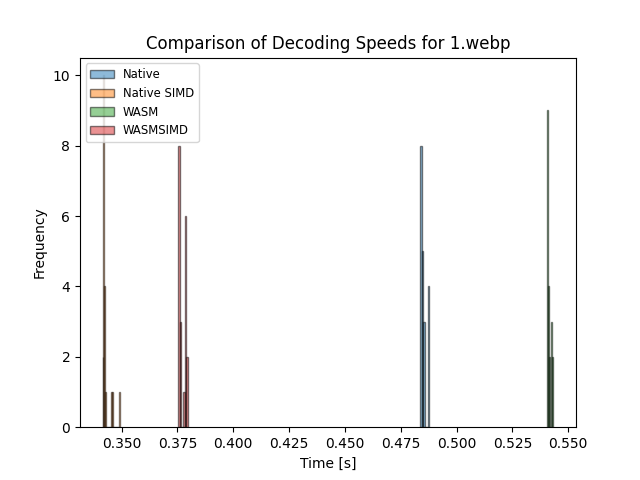 Comparison of Decoding Speeds for 1.webp
Native
Native SIMD
WASM
WASMSIMD
10
8
6
4
2
0
Frequency
0.350 0.375 0.400 0.425 0.450 0.475 0.500 0.525 0.550
Time [s]